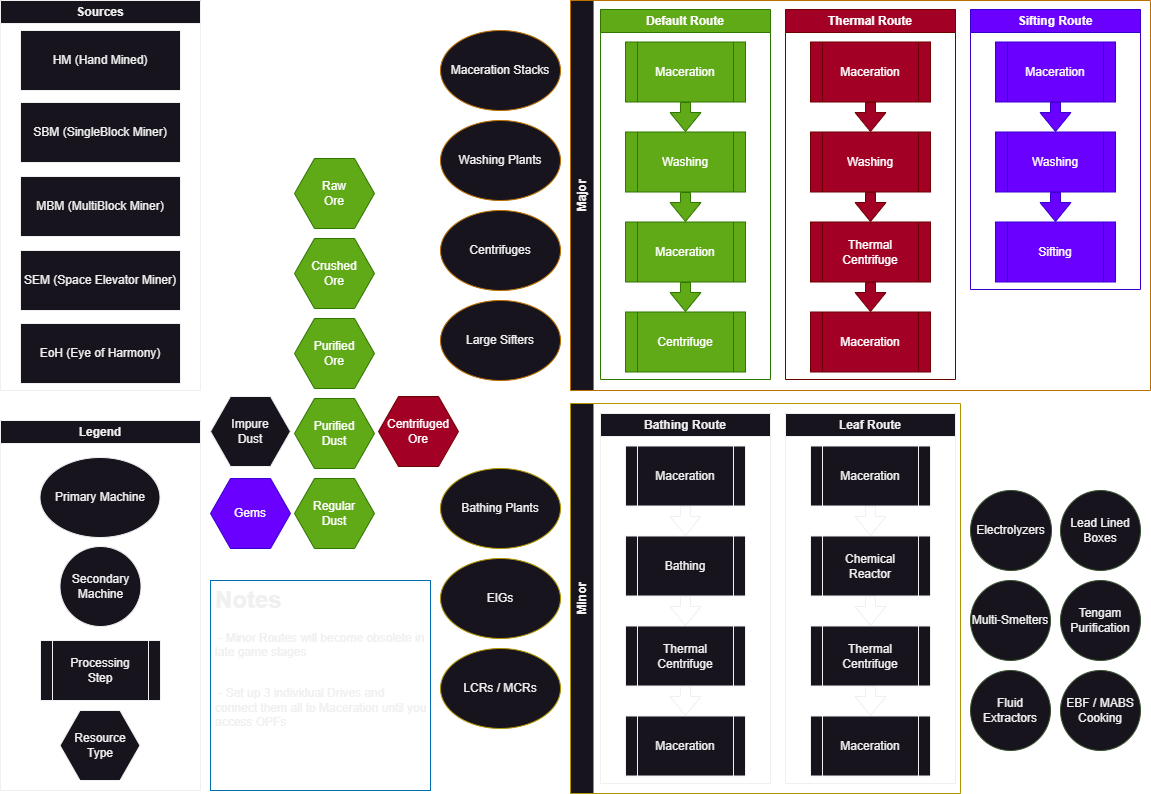 Sources
HM (Hand Mined)
SBM (SingleBlock Miner)
MBM (MultiBlock Miner)
SEM (Space Elevator Miner)
EoH (Eye of Harmony)
Legend
Primary Machine
Secondary
Machine
Processing
Step
Resource
Type
Raw
Ore
Crushed
Ore
Purified
Ore
Impure
Dust
Purified
Dust
Centrifuged
Ore
Gems
Regular
Dust
Notes
- Minor Routes will become obsolete in
late game stages
- Set up 3 individual Drives and
connect them all to Maceration until you
access OPFs
Maceration Stacks
Washing Plants
Centrifuges
Large Sifters
Bathing Plants
EIGs
LCRs / MCRs
Major
Default Route
Maceration
Washing
Maceration
Centrifuge
Thermal Route
Maceration
Washing
Thermal
Centrifuge
Maceration
Sifting Route
Maceration
Washing
Sifting
Minor
Bathing Route
Maceration
Bathing
Thermal
Centrifuge
Maceration
Leaf Route
Maceration
Chemical
Reactor
Thermal
Centrifuge
Maceration
Electrolyzers
Lead Lined
Boxes
Multi-Smelters
Tengam
Purification
Fluid
Extractors
EBF / MABS
Cooking